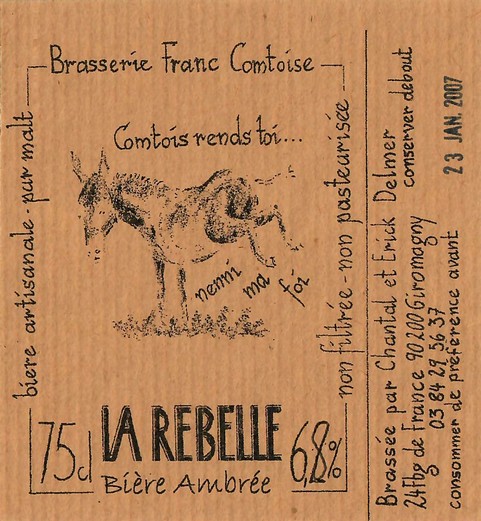 Brasserie Franc Comtoise
biere artisanale - pur malt
Comtois rends toi...
nenni
ma
foi
non filtrée - non pasteurisée
75cl
LA REBELLE
6,8%
Bière Ambrée
Brassée par Chantal et Erick Delmer
24 Fbg de France 90200 Giromagny
03 84 29 56 37
conserver debout
consommer de préférence avant
23 JAN. 2007